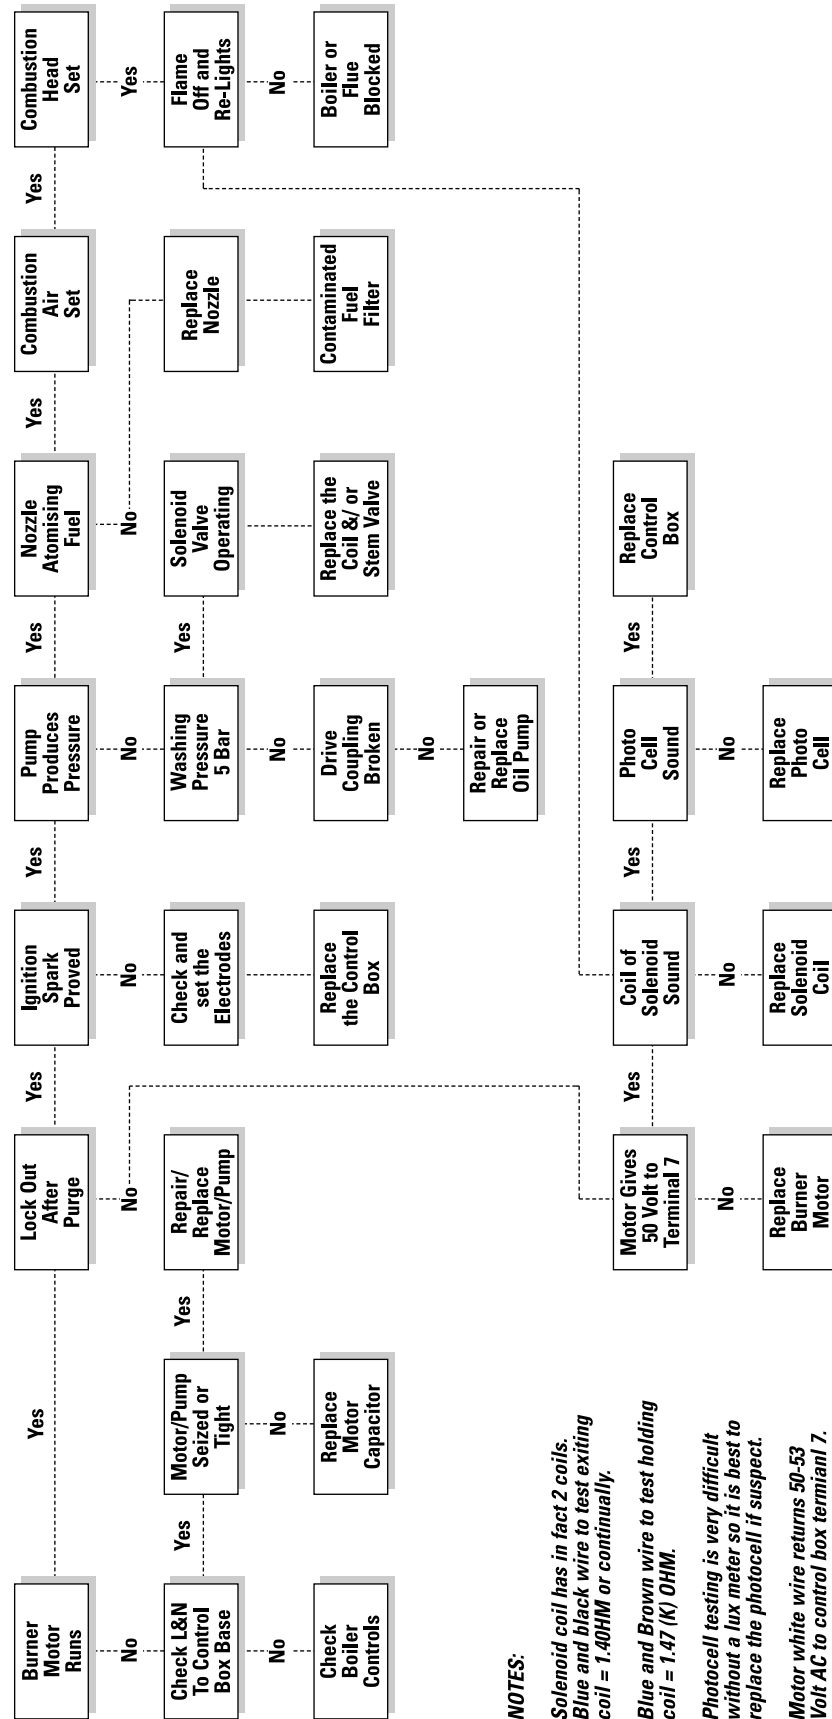 Burner
Motor
Runs
Yes
Lock Out
After
Purge
Yes
Ignition
Spark
Proved
Yes
Pump
Produces
Pressure
Yes
Nozzle
Atomising
Fuel
Yes
Combustion
Air
Set
Yes
Combustion
Head
Set
No
No
No
No
No
Yes
Check L&N
To Control
Box Base
Yes
Motor/Pump
Seized or
Tight
Yes
Repair/
Replace
Motor/Pump
Check and
set the
Electrodes
Washing
Pressure
5 Bar
Yes
Solenoid
Valve
Operating
Replace
Nozzle
Flame
Off and
Re-Lights
No
No
No
No
Check
Boiler
Controls
Replace
Motor
Capacitor
Replace
the Control
Box
Drive
Coupling
Broken
Replace the
Coil &/ or
Stem Valve
Contaminated
Fuel
Filter
Boiler or
Flue
Blocked
No
Repair or
Replace
Oil Pump
Motor Gives
50 Volt to
Terminal 7
Yes
Coil of
Solenoid
Sound
Yes
Photo
Cell
Sound
Yes
Replace
Control
Box
No
No
No
Replace
Burner
Motor
Replace
Solenoid
Coil
Replace
Photo
Cell
NOTES:
Solenoid coil has in fact 2 coils.
Blue and black wire to test exiting
coil = 1.40HM or continually.
Blue and Brown wire to test holding
coil = 1.47 (K) OHM.
Photocell testing is very difficult
without a lux meter so it is best to
replace the photocell if suspect.
Motor white wire returns 50-53
Volt AC to control box termianl 7.